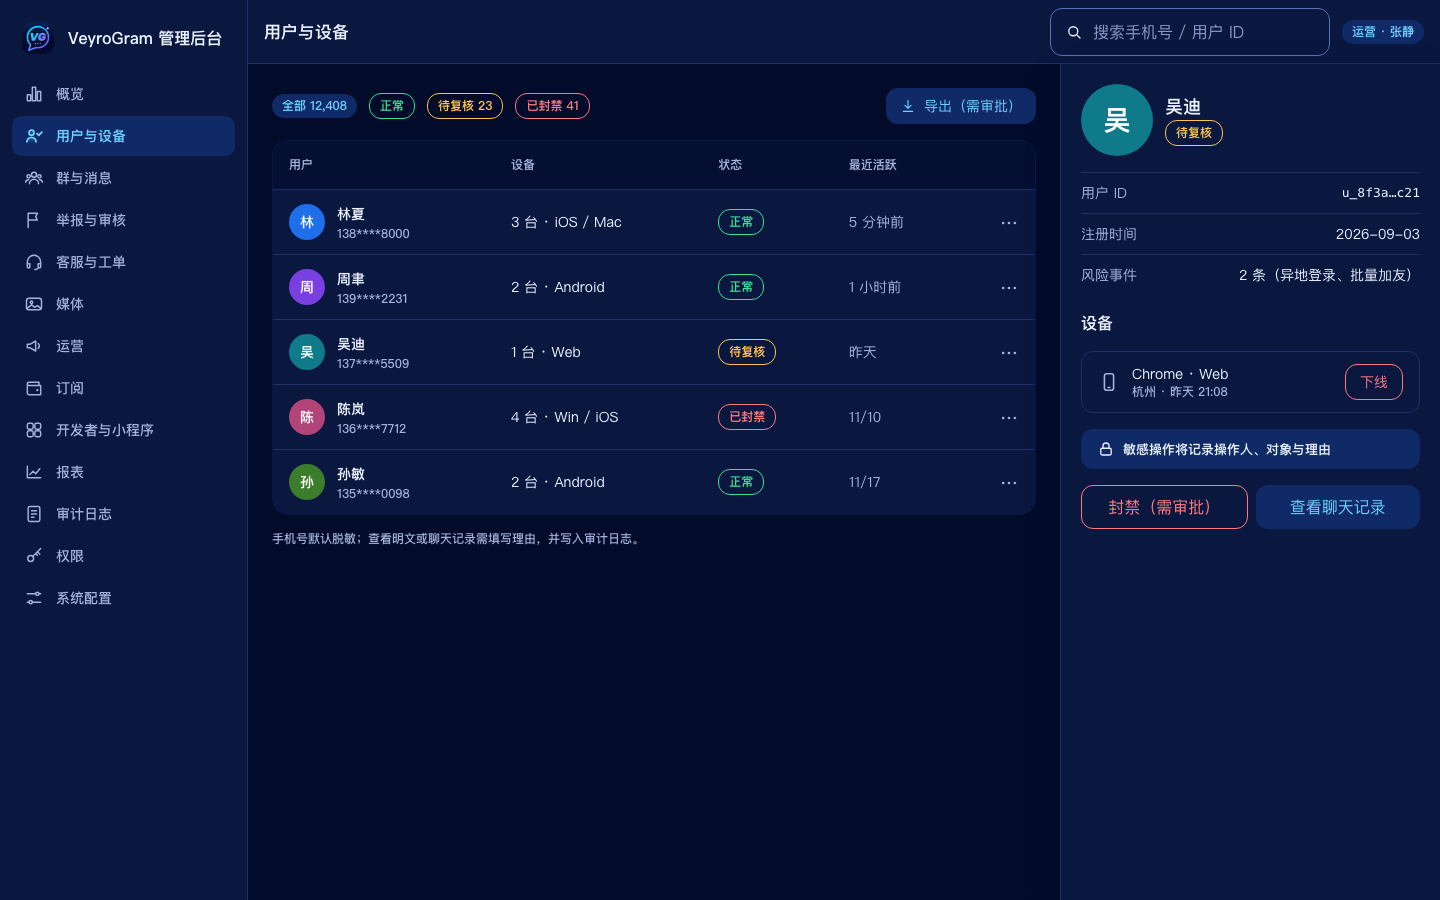 VG
VeyroGram 管理后台
概览
用户与设备
群与消息
举报与审核
客服与工单
媒体
运营
订阅
开发者与小程序
报表
审计日志
权限
系统配置
用户与设备
搜索手机号 / 用户 ID
运营 · 张静
全部 12,408
正常
待复核 23
已封禁 41
导出（需审批）
用户 设备 状态 最近活跃
林 林夏 3 台 · iOS / Mac 正常 5 分钟前
138****8000
周 周聿 2 台 · Android 正常 1 小时前
139****2231
吴 吴迪 1 台 · Web 待复核 昨天
137****5509
陈 陈岚 4 台 · Win / iOS 已封禁 11/10
136****7712
孙 孙敏 2 台 · Android 正常 11/17
135****0098
手机号默认脱敏；查看明文或聊天记录需填写理由，并写入审计日志。
吴 吴迪
待复核
用户 ID u_8f3a…c21
注册时间 2026-09-03
风险事件 2 条（异地登录、批量加友）
设备
Chrome · Web
杭州 · 昨天 21:08
下线
敏感操作将记录操作人、对象与理由
封禁（需审批）
查看聊天记录